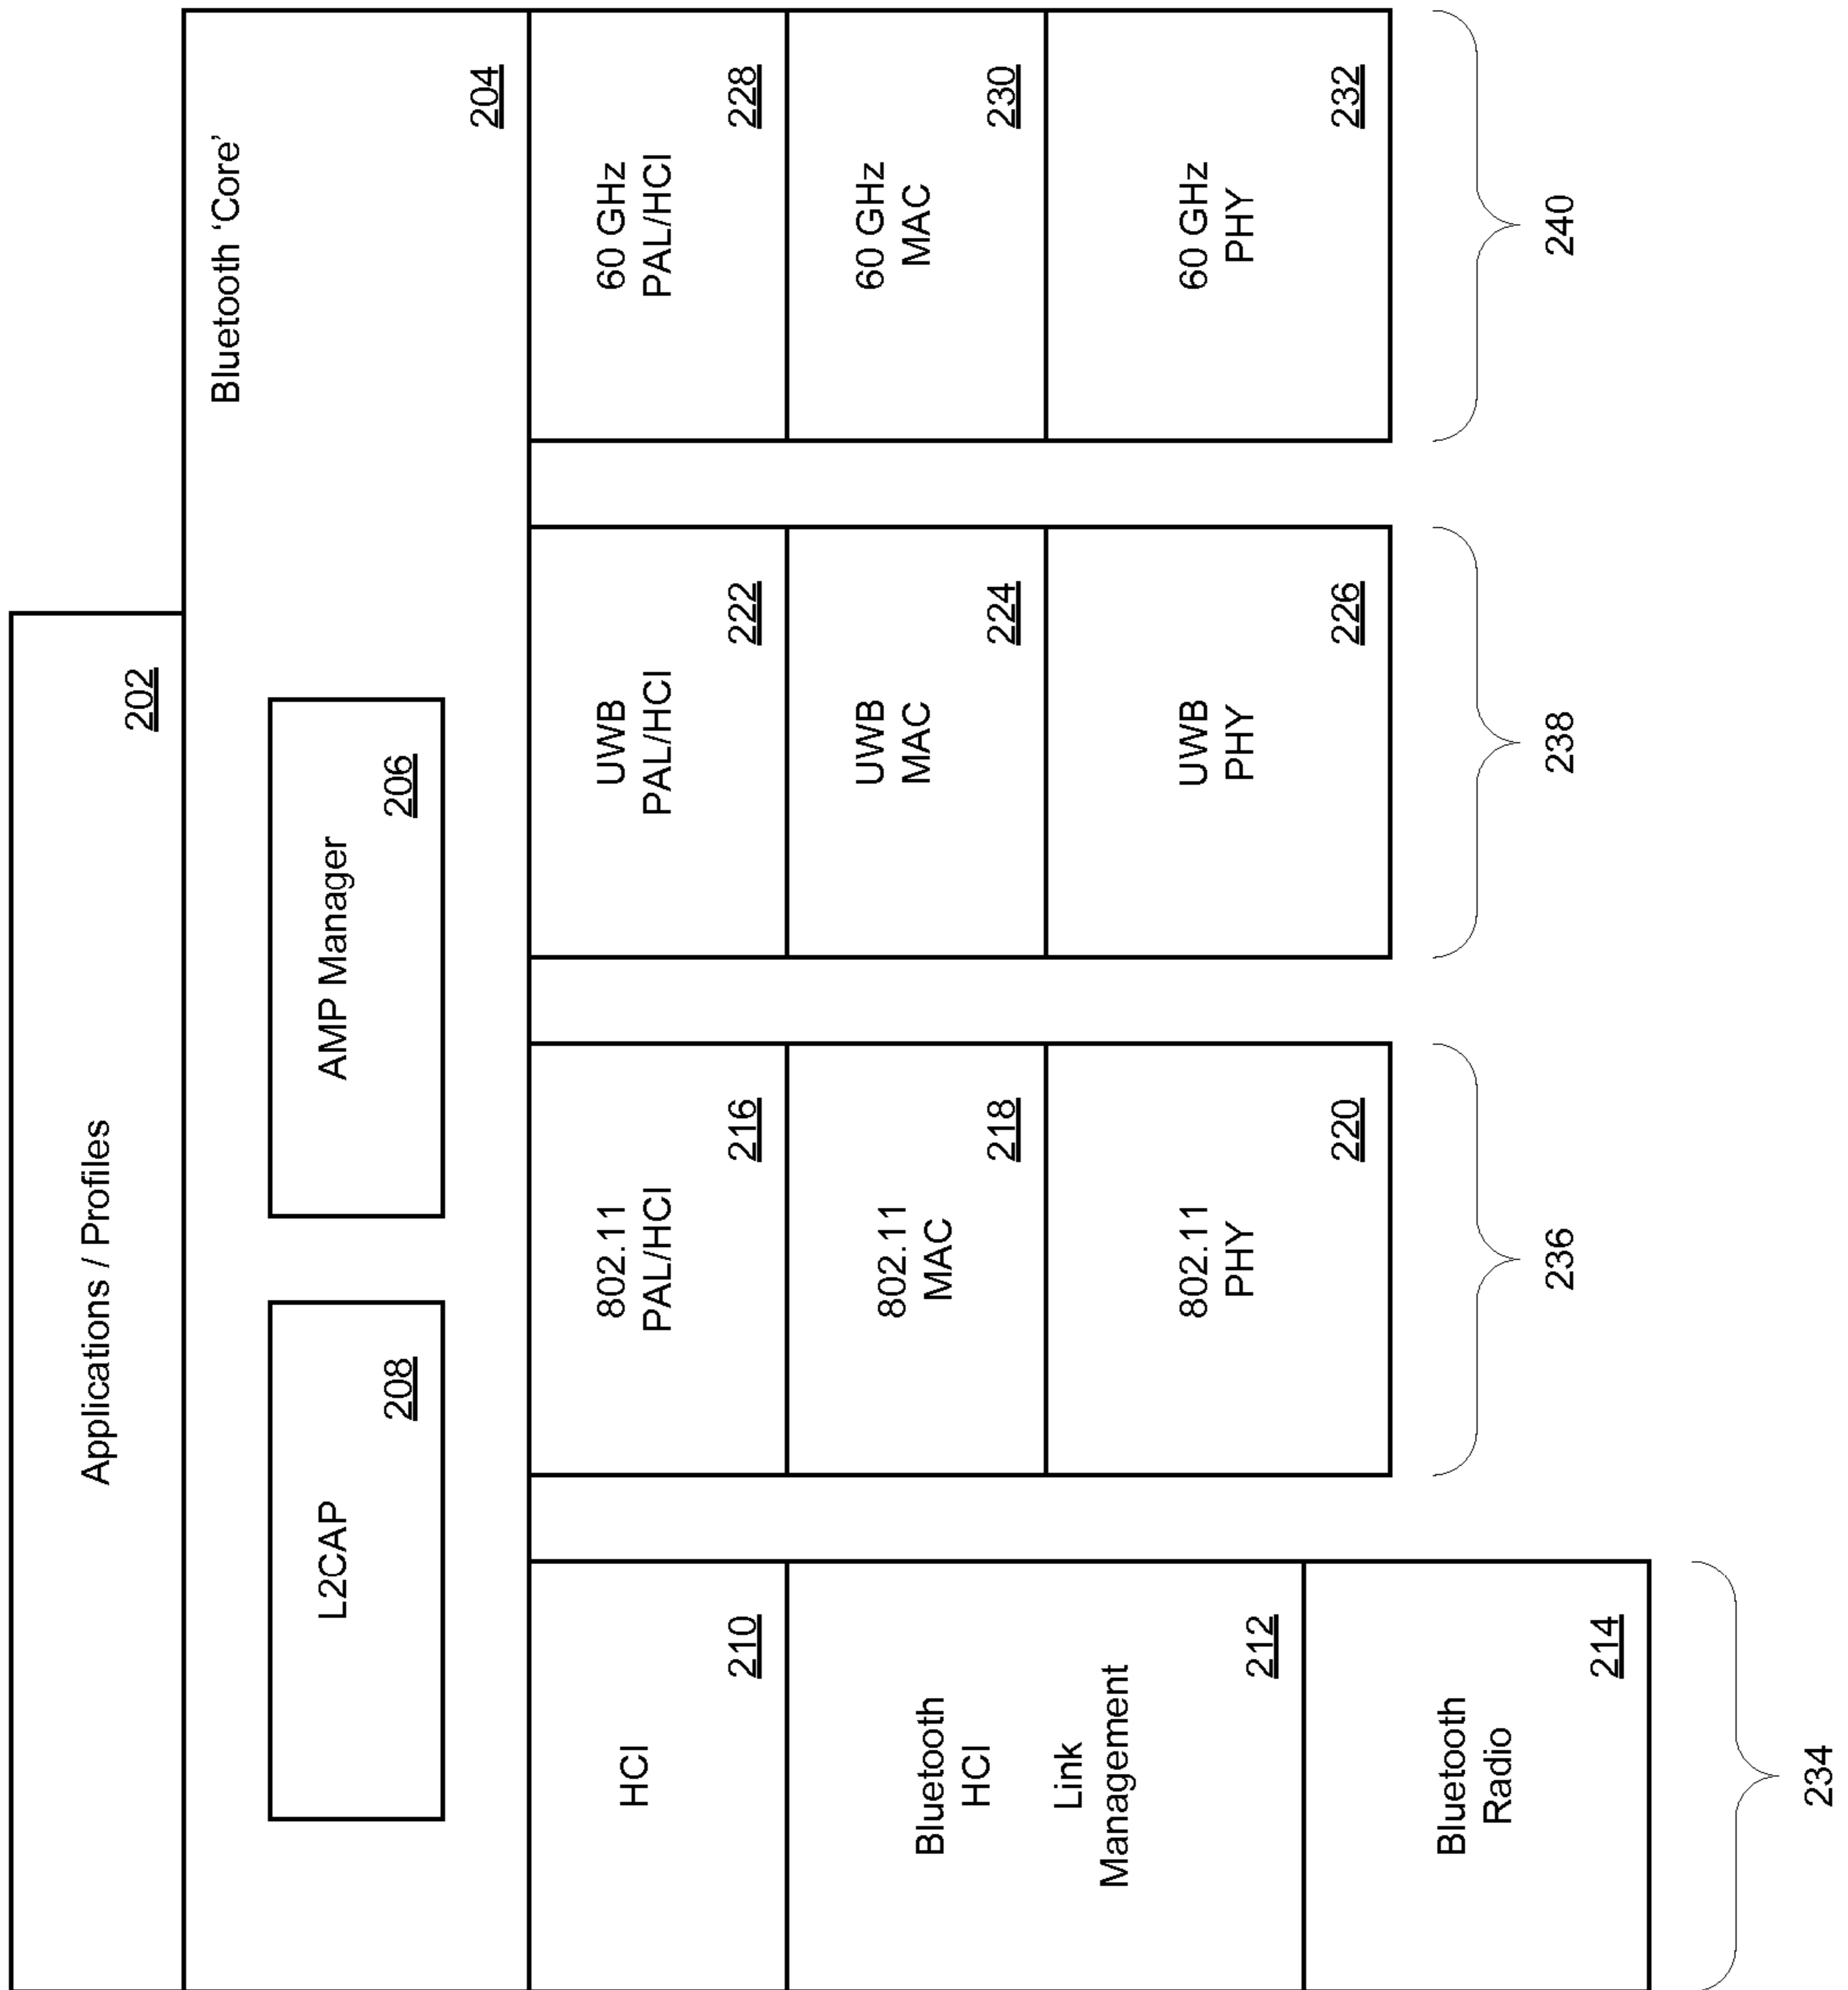 Applications / Profiles
202
Bluetooth ‘Core’
204
L2CAP
208
AMP Manager
206
HCI
210
Bluetooth
HCI
Link
Management
212
Bluetooth
Radio
214
234
802.11
PAL/HCI
216
802.11
MAC
218
802.11
PHY
220
236
UWB
PAL/HCI
222
UWB
MAC
224
UWB
PHY
226
238
60 GHz
PAL/HCI
228
60 GHz
MAC
230
60 GHz
PHY
232
240